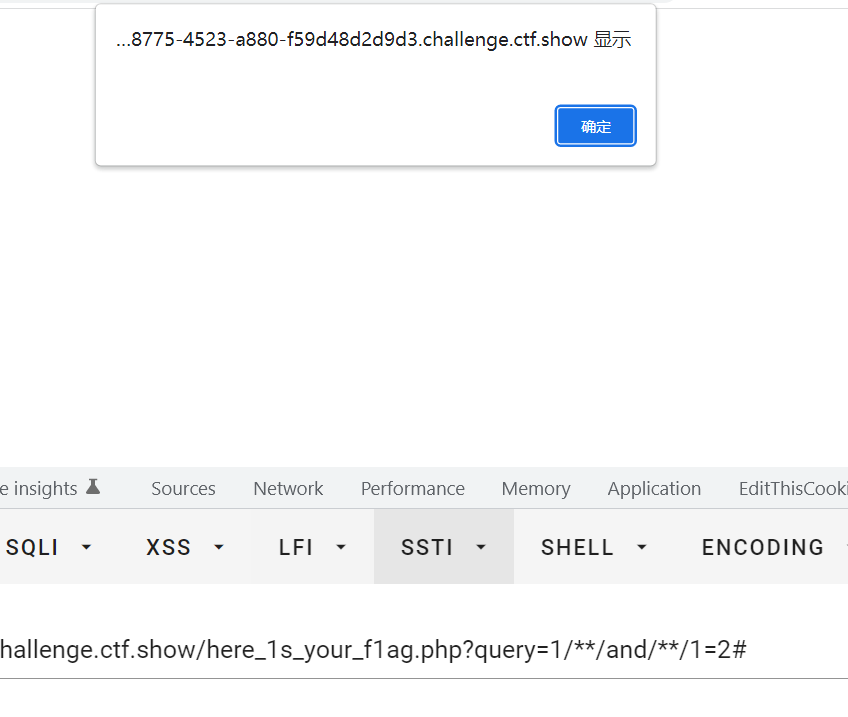 ...8775-4523-a880-f59d48d2d9d3.challenge.ctf.show 显示
确定
e insights Sources Network Performance Memory Application EditThisCooki
SQLI XSS LFI SSTI SHELL ENCODING
hallenge.ctf.show/here_1s_your_f1ag.php?query=1/**/and/**/1=2#